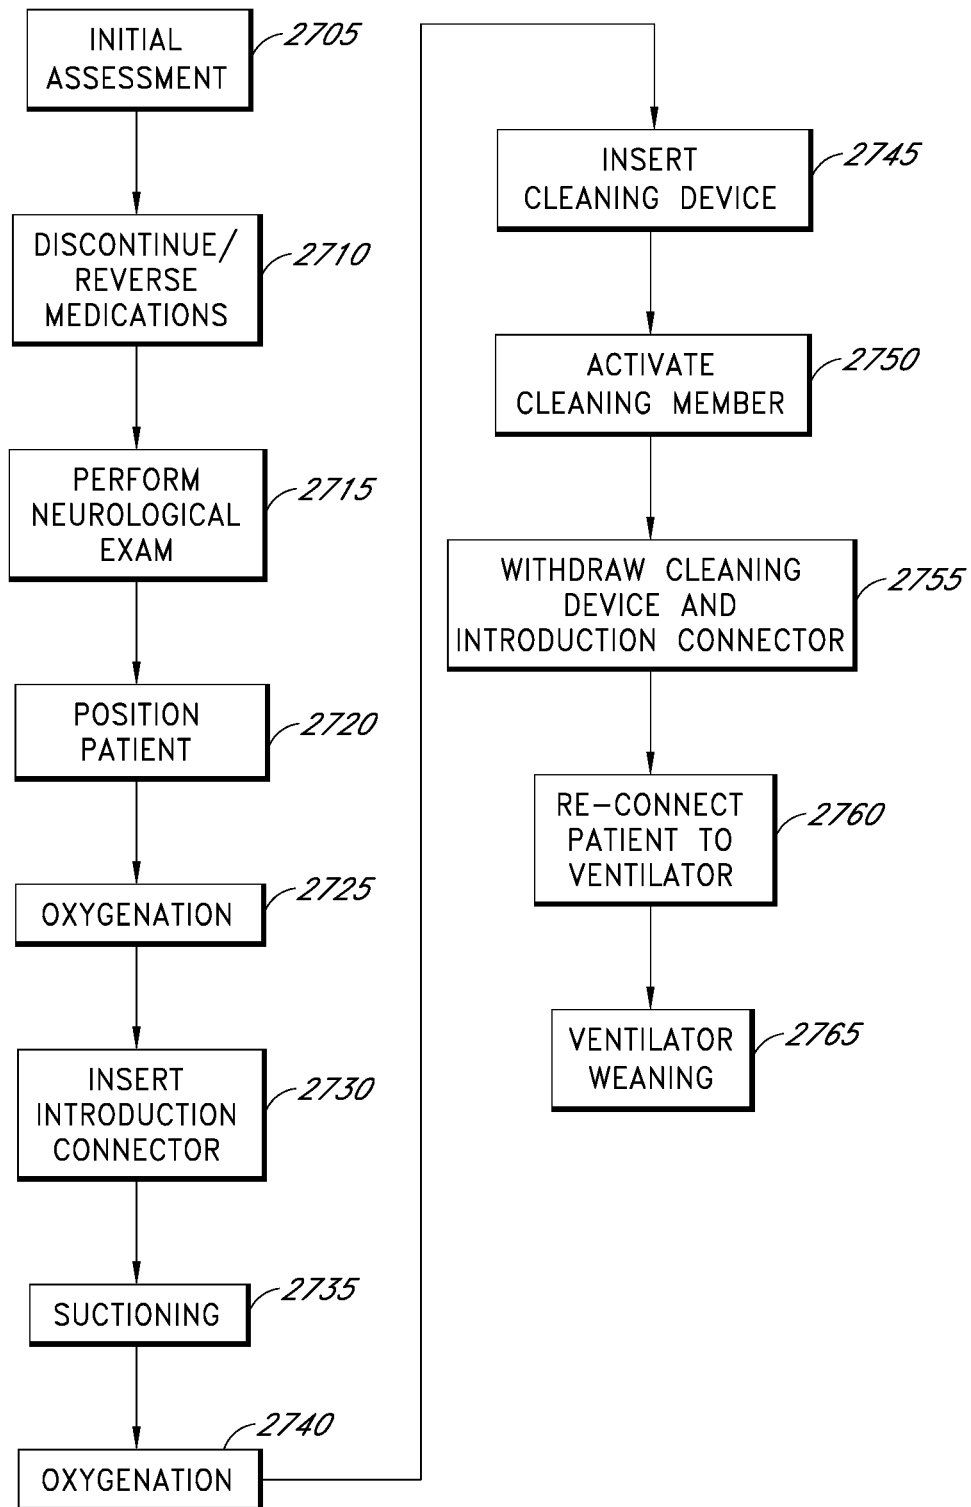 INITIAL
ASSESSMENT
2705
DISCONTINUE/
REVERSE
MEDICATIONS
2710
PERFORM
NEUROLOGICAL
EXAM
2715
POSITION
PATIENT
2720
OXYGENATION
2725
INSERT
INTRODUCTION
CONNECTOR
2730
SUCTIONING
2735
OXYGENATION
2740
INSERT
CLEANING DEVICE
2745
ACTIVATE
CLEANING MEMBER
2750
WITHDRAW CLEANING
DEVICE AND
INTRODUCTION CONNECTOR
2755
RE-CONNECT
PATIENT TO
VENTILATOR
2760
VENTILATOR
WEANING
2765